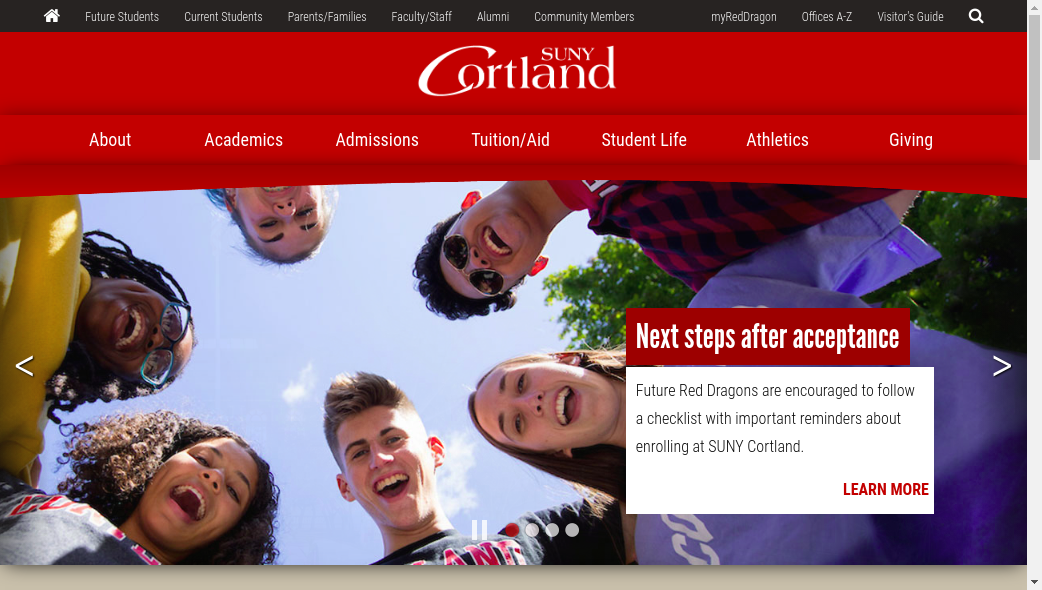 Future Students Current Students Parents/Families Faculty/Staff Alumni Community Members myRedDragon Offices A-Z Visitor's Guide
SUNY
Cortland
About Academics Admissions Tuition/Aid Student Life Athletics Giving
< >
Next steps after acceptance
Future Red Dragons are encouraged to follow
a checklist with important reminders about
enrolling at SUNY Cortland.
LEARN MORE